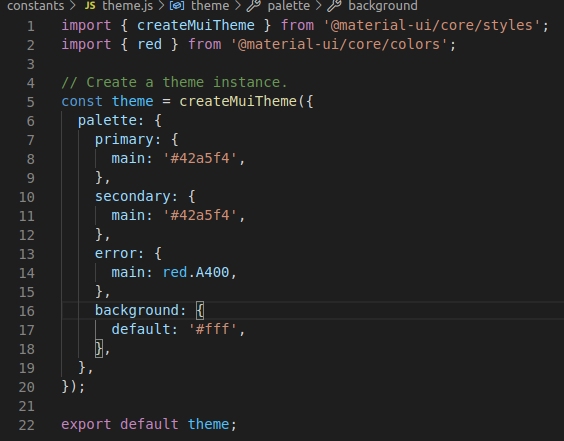 constants > JS theme.js > theme > palette > background
1 import { createMuiTheme } from '@material-ui/core/styles';
2 import { red } from '@material-ui/core/colors';
3
4 // Create a theme instance.
5 const theme = createMuiTheme({
6   palette: {
7     primary: {
8       main: '#42a5f4',
9     },
10     secondary: {
11       main: '#42a5f4',
12     },
13     error: {
14       main: red.A400,
15     },
16     background: {
17       default: '#fff',
18     },
19   },
20 });
21
22 export default theme;